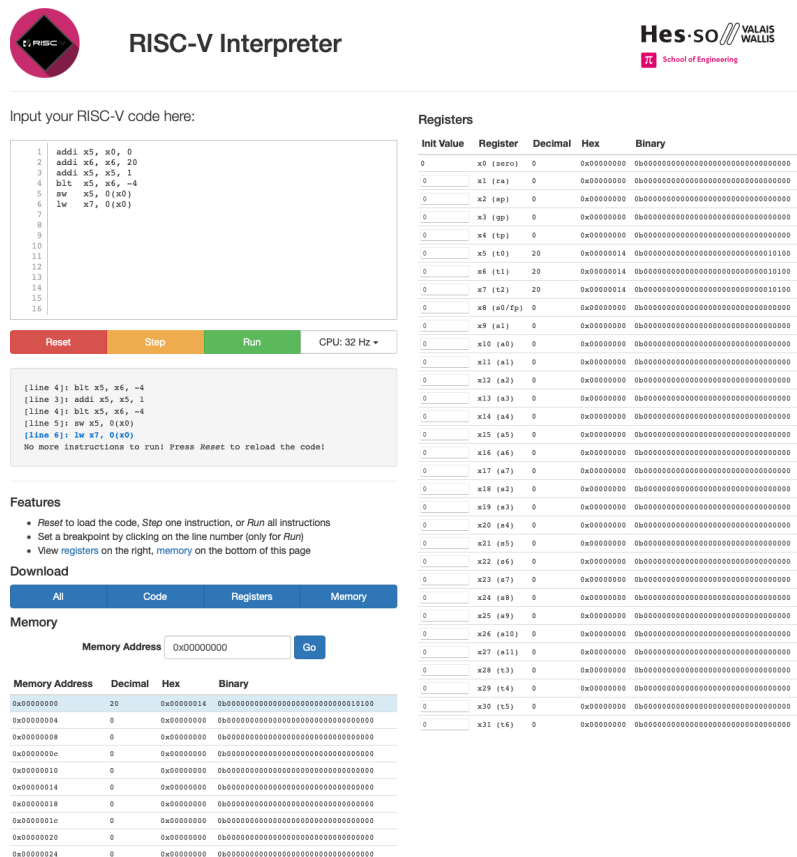 RISC-V
RISC-V Interpreter
Hes·so // VALAIS WALLIS
π School of Engineering
Input your RISC-V code here:
1 addi x5, x0, 0
2 addi x6, x6, 20
3 addi x5, x5, 1
4 blt  x5, x6, -4
5 sw   x5, 0(x0)
6 lw   x7, 0(x0)
7
8
9
10
11
12
13
14
15
16
Reset Step Run CPU: 32 Hz
[line 4]: blt x5, x6, -4
[line 3]: addi x5, x5, 1
[line 4]: blt x5, x6, -4
[line 5]: sw x5, 0(x0)
[line 6]: lw x7, 0(x0)
No more instructions to run! Press Reset to reload the code!
Features
• Reset to load the code, Step one instruction, or Run all instructions
• Set a breakpoint by clicking on the line number (only for Run)
• View registers on the right, memory on the bottom of this page
Download
All Code Registers Memory
Memory
Memory Address 0x00000000 Go
Memory Address Decimal Hex Binary
0x00000000 20 0x00000014 0b00000000000000000000000000010100
0x00000004 0 0x00000000 0b00000000000000000000000000000000
0x00000008 0 0x00000000 0b00000000000000000000000000000000
0x0000000c 0 0x00000000 0b00000000000000000000000000000000
0x00000010 0 0x00000000 0b00000000000000000000000000000000
0x00000014 0 0x00000000 0b00000000000000000000000000000000
0x00000018 0 0x00000000 0b00000000000000000000000000000000
0x0000001c 0 0x00000000 0b00000000000000000000000000000000
0x00000020 0 0x00000000 0b00000000000000000000000000000000
0x00000024 0 0x00000000 0b00000000000000000000000000000000
Registers
Init Value Register Decimal Hex Binary
0 x0 (zero) 0 0x00000000 0b00000000000000000000000000000000
0 x1 (ra) 0 0x00000000 0b00000000000000000000000000000000
0 x2 (sp) 0 0x00000000 0b00000000000000000000000000000000
0 x3 (gp) 0 0x00000000 0b00000000000000000000000000000000
0 x4 (tp) 0 0x00000000 0b00000000000000000000000000000000
0 x5 (t0) 20 0x00000014 0b00000000000000000000000000010100
0 x6 (t1) 20 0x00000014 0b00000000000000000000000000010100
0 x7 (t2) 20 0x00000014 0b00000000000000000000000000010100
0 x8 (s0/fp) 0 0x00000000 0b00000000000000000000000000000000
0 x9 (s1) 0 0x00000000 0b00000000000000000000000000000000
0 x10 (a0) 0 0x00000000 0b00000000000000000000000000000000
0 x11 (a1) 0 0x00000000 0b00000000000000000000000000000000
0 x12 (a2) 0 0x00000000 0b00000000000000000000000000000000
0 x13 (a3) 0 0x00000000 0b00000000000000000000000000000000
0 x14 (a4) 0 0x00000000 0b00000000000000000000000000000000
0 x15 (a5) 0 0x00000000 0b00000000000000000000000000000000
0 x16 (a6) 0 0x00000000 0b00000000000000000000000000000000
0 x17 (a7) 0 0x00000000 0b00000000000000000000000000000000
0 x18 (s2) 0 0x00000000 0b00000000000000000000000000000000
0 x19 (s3) 0 0x00000000 0b00000000000000000000000000000000
0 x20 (s4) 0 0x00000000 0b00000000000000000000000000000000
0 x21 (s5) 0 0x00000000 0b00000000000000000000000000000000
0 x22 (s6) 0 0x00000000 0b00000000000000000000000000000000
0 x23 (s7) 0 0x00000000 0b00000000000000000000000000000000
0 x24 (s8) 0 0x00000000 0b00000000000000000000000000000000
0 x25 (s9) 0 0x00000000 0b00000000000000000000000000000000
0 x26 (s10) 0 0x00000000 0b00000000000000000000000000000000
0 x27 (s11) 0 0x00000000 0b00000000000000000000000000000000
0 x28 (t3) 0 0x00000000 0b00000000000000000000000000000000
0 x29 (t4) 0 0x00000000 0b00000000000000000000000000000000
0 x30 (t5) 0 0x00000000 0b00000000000000000000000000000000
0 x31 (t6) 0 0x00000000 0b00000000000000000000000000000000